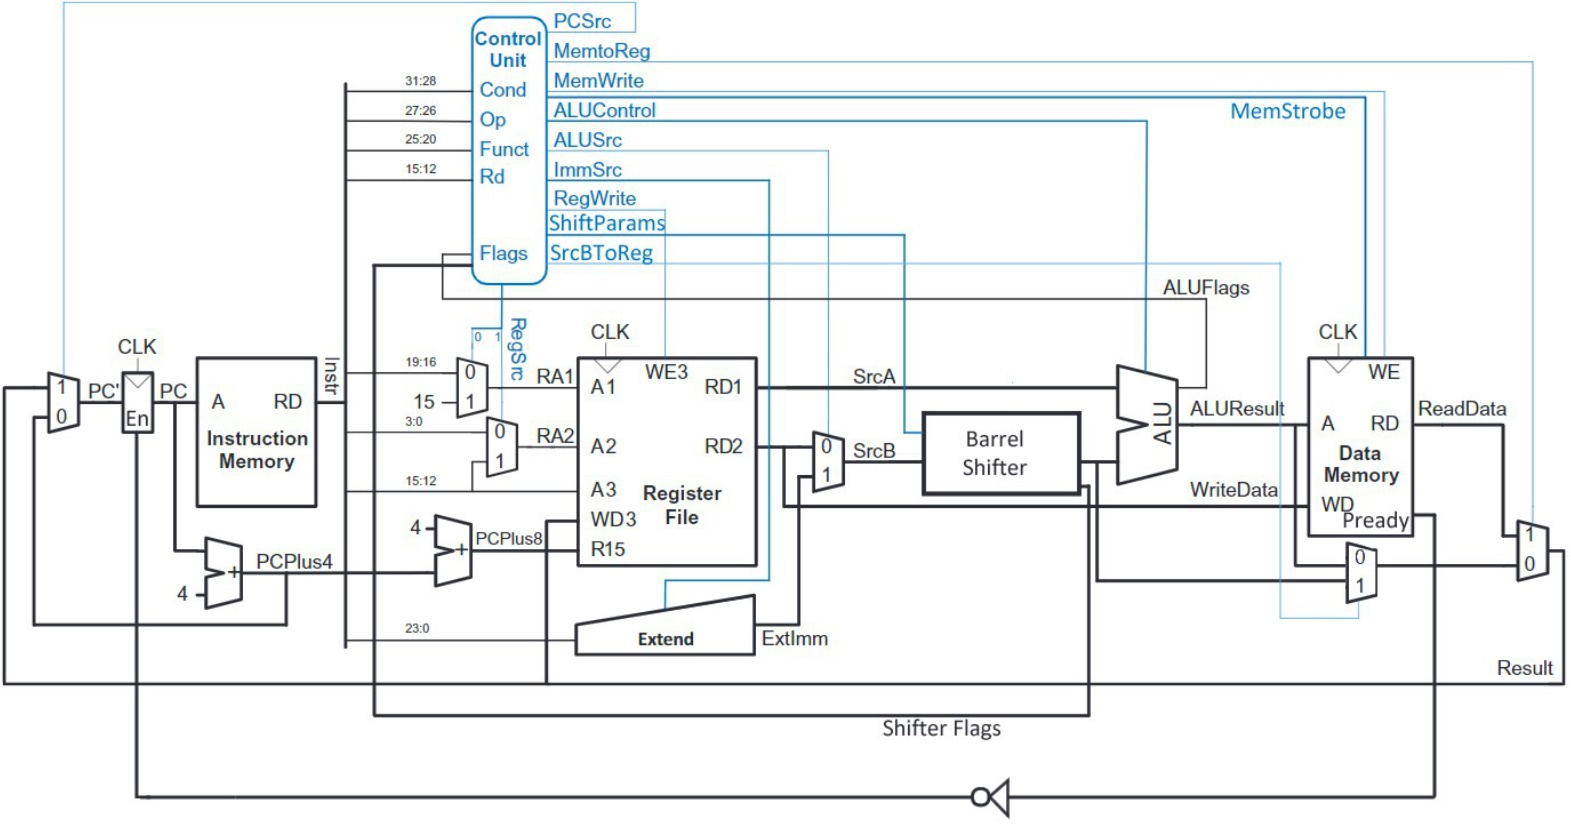 PCSrc
Control
Unit
MemtoReg
MemWrite
31:28
Cond
27:26
Op
ALUControl
MemStrobe
25:20
Funct
ALUSrc
15:12
Rd
ImmSrc
RegWrite
ShiftParams
Flags
SrcBToReg
ALUFlags
0 1
RegSrc
CLK
CLK
CLK
1
PC'
PC
0
En
A
RD
Instruction
Memory
Instr
19:16
0
15
1
RA1
A1
WE3
RD1
SrcA
3:0
0
RA2
1
A2
RD2
0
SrcB
1
Barrel
Shifter
ALU
ALUResult
WE
A
RD
ReadData
Data
Memory
15:12
A3
Register
File
WriteData
WD
Pready
4
WD3
+
PCPlus8
R15
1
0
0
1
PCPlus4
+
4
23:0
Extend
ExtImm
Result
Shifter Flags